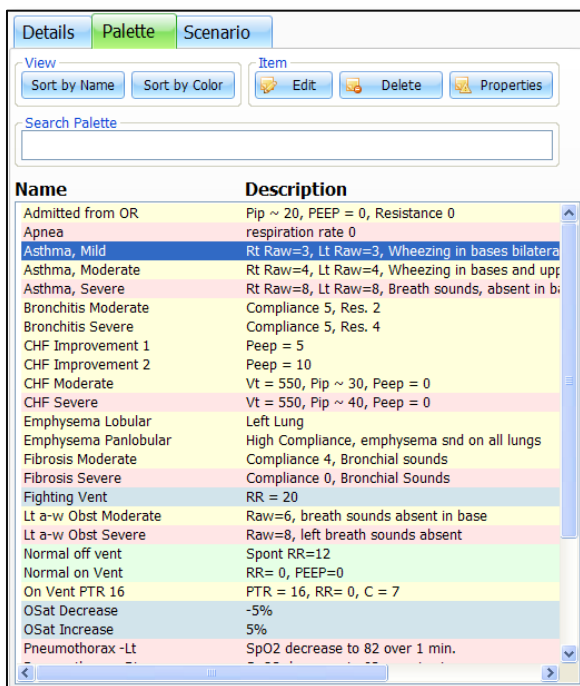 Details Palette Scenario
View Item
Sort by Name Sort by Color Edit Delete Properties
Search Palette
Name Description
Admitted from OR Pip ~ 20, PEEP = 0, Resistance 0
Apnea respiration rate 0
Asthma, Mild Rt Raw=3, Lt Raw=3, Wheezing in bases bilatera
Asthma, Moderate Rt Raw=4, Lt Raw=4, Wheezing in bases and upp
Asthma, Severe Rt Raw=8, Lt Raw=8, Breath sounds, absent in ba
Bronchitis Moderate Compliance 5, Res. 2
Bronchitis Severe Compliance 5, Res. 4
CHF Improvement 1 Peep = 5
CHF Improvement 2 Peep = 10
CHF Moderate Vt = 550, Pip ~ 30, Peep = 0
CHF Severe Vt = 550, Pip ~ 40, Peep = 0
Emphysema Lobular Left Lung
Emphysema Panlobular High Compliance, emphysema snd on all lungs
Fibrosis Moderate Compliance 4, Bronchial sounds
Fibrosis Severe Compliance 0, Bronchial Sounds
Fighting Vent RR = 20
Lt a-w Obst Moderate Raw=6, breath sounds absent in base
Lt a-w Obst Severe Raw=8, left breath sounds absent
Normal off vent Spont RR=12
Normal on Vent RR= 0, PEEP=0
On Vent PTR 16 PTR = 16, RR= 0, C = 7
OSat Decrease -5%
OSat Increase 5%
Pneumothorax -Lt SpO2 decrease to 82 over 1 min.